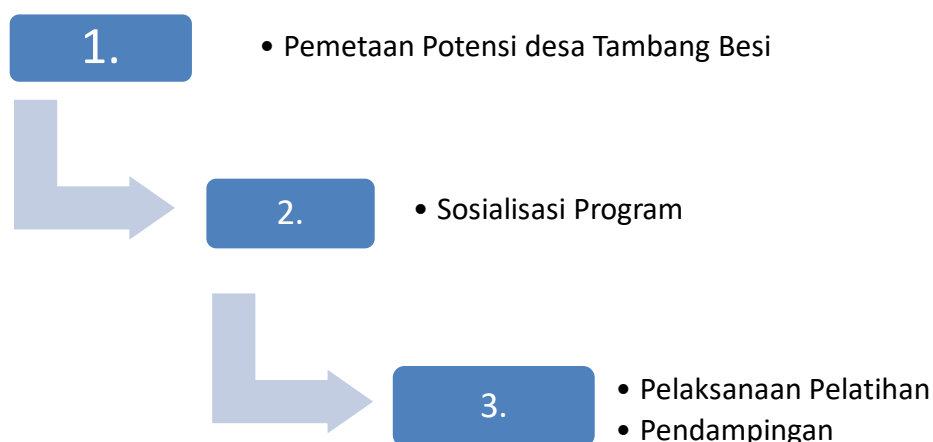 1.
• Pemetaan Potensi desa Tambang Besi
2.
• Sosialisasi Program
3.
• Pelaksanaan Pelatihan
• Pendampingan